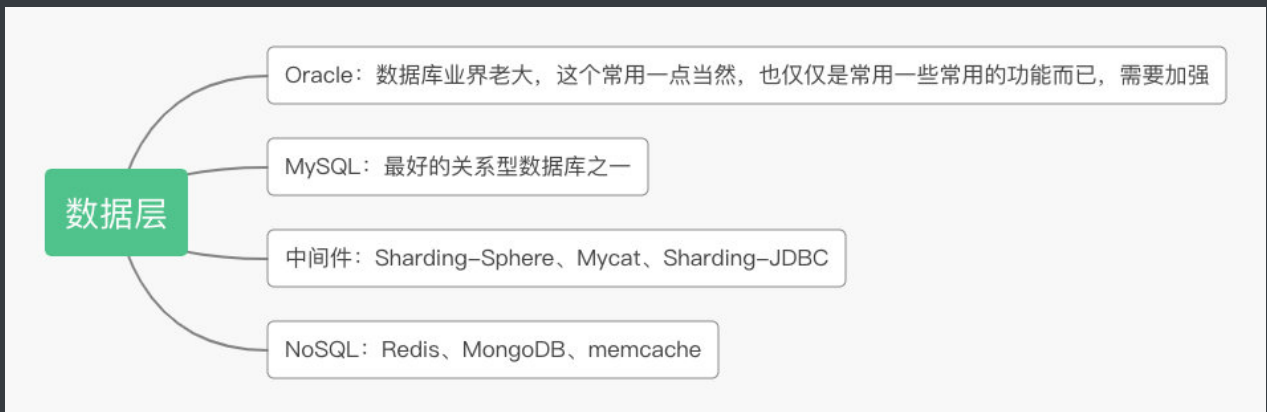 数据层
Oracle：数据库业界老大，这个常用一点当然，也仅仅是常用一些常用的功能而已，需要加强
MySQL：最好的关系型数据库之一
中间件：Sharding-Sphere、Mycat、Sharding-JDBC
NoSQL：Redis、MongoDB、memcache